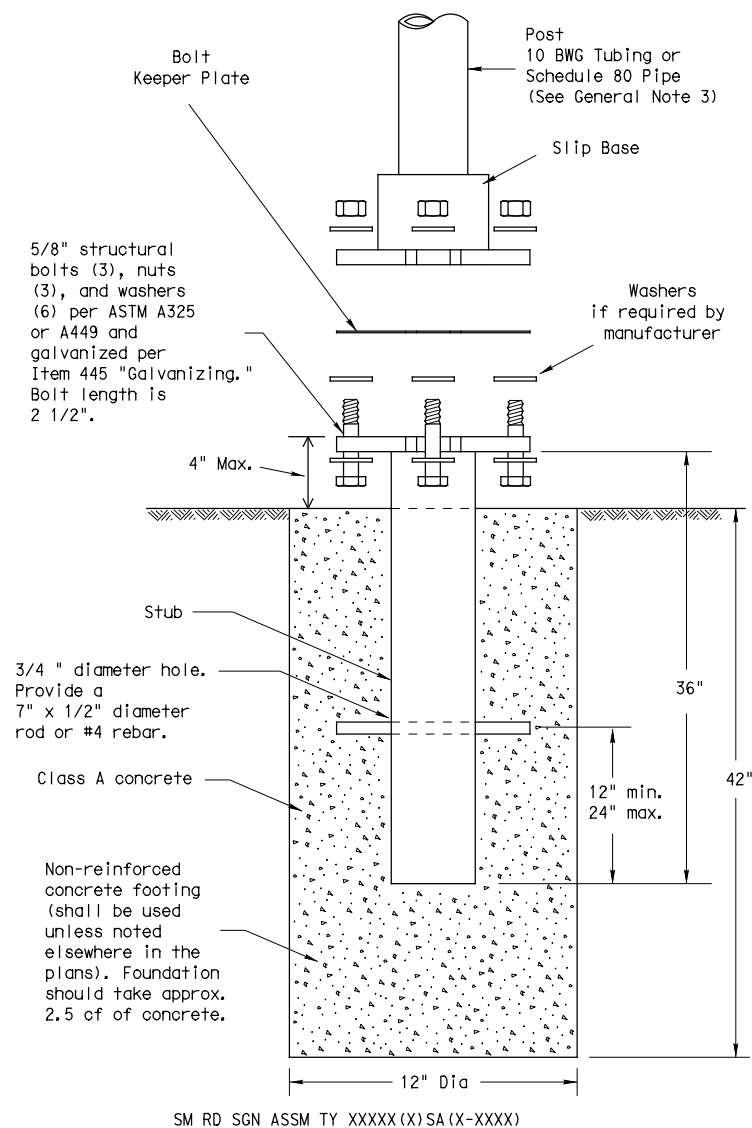 Post
10 BWG Tubing or
Schedule 80 Pipe
(See General Note 3)
Bolt
Keeper Plate
Slip Base
5/8" structural
bolts (3), nuts
(3), and washers
(6) per ASTM A325
or A449 and
galvanized per
Item 445 "Galvanizing."
Bolt length is
2 1/2".
Washers
if required by
manufacturer
4" Max.
Stub
3/4 " diameter hole.
Provide a
7" x 1/2" diameter
rod or #4 rebar.
36"
Class A concrete
12" min.
24" max.
42"
Non-reinforced
concrete footing
(shall be used
unless noted
elsewhere in the
plans). Foundation
should take approx.
2.5 cf of concrete.
12" Dia
SM RD SGN ASSM TY XXXXX(X)SA(X-XXXX)